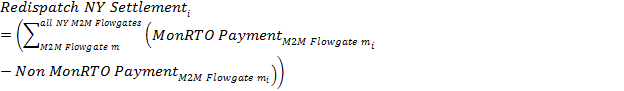 Redispatch NY Settlement_i
= (∑_{M2M Flowgate m}^{all NY M2M Flowgates} (MonRTO Payment_{M2M Flowgate m_i}
− Non MonRTO Payment_{M2M Flowgate m_i}))